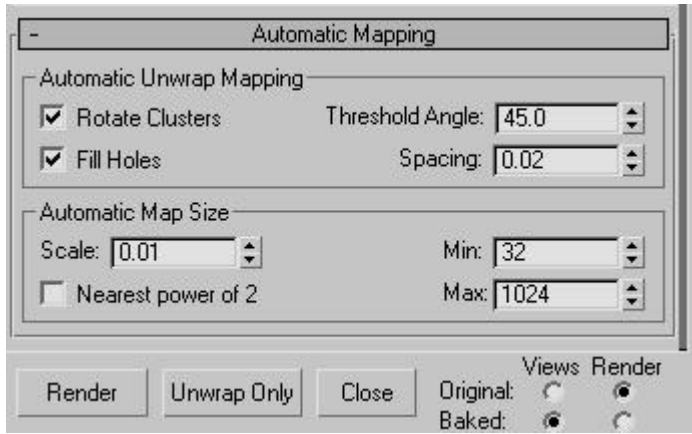 - Automatic Mapping
Automatic Unwrap Mapping
Rotate Clusters Threshold Angle: 45.0
Fill Holes Spacing: 0.02
Automatic Map Size
Scale: 0.01 Min: 32
Nearest power of 2 Max: 1024
Views Render
Render Unwrap Only Close Original:
Baked: